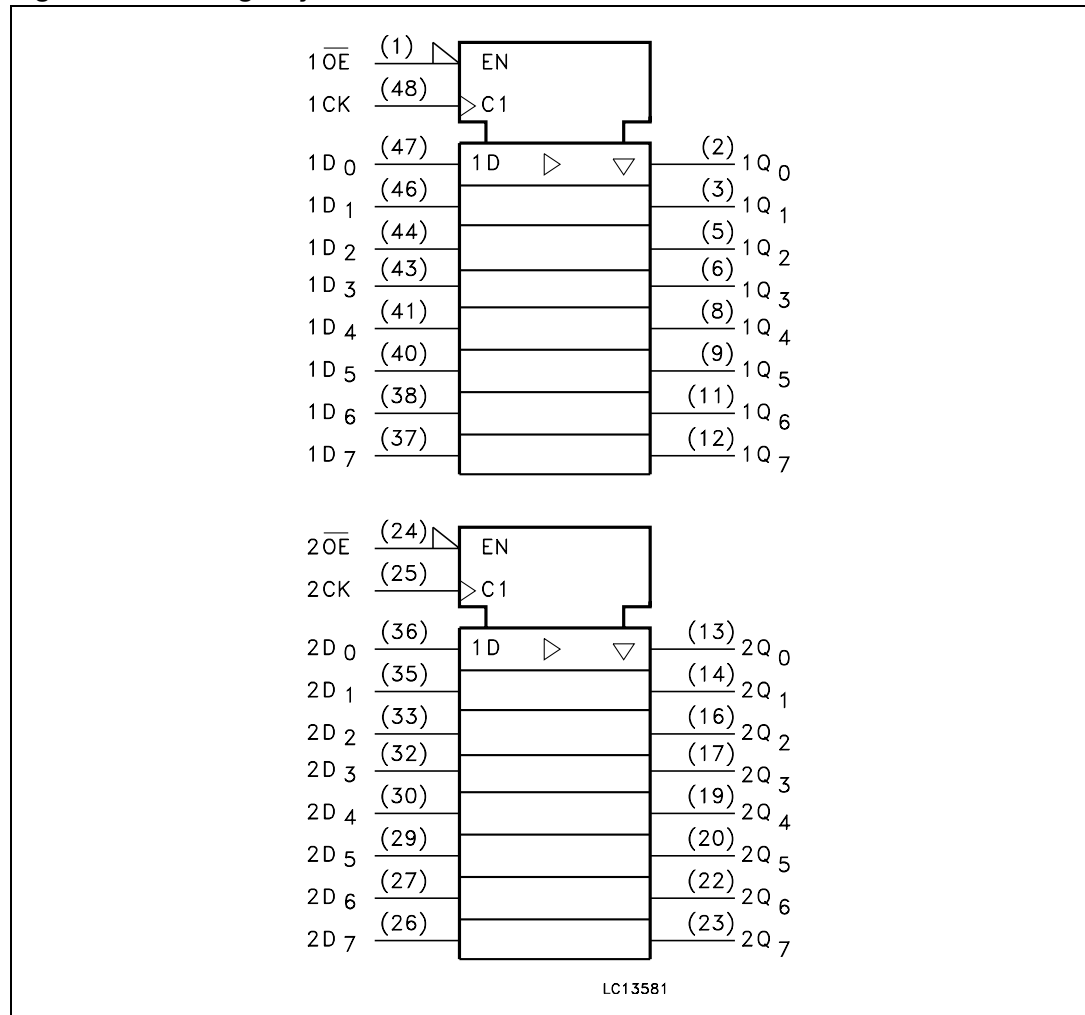 1OE (1) EN
1CK (48) C1
1D0 (47) 1D (2) 1Q0
1D1 (46) (3) 1Q1
1D2 (44) (5) 1Q2
1D3 (43) (6) 1Q3
1D4 (41) (8) 1Q4
1D5 (40) (9) 1Q5
1D6 (38) (11) 1Q6
1D7 (37) (12) 1Q7
2OE (24) EN
2CK (25) C1
2D0 (36) 1D (13) 2Q0
2D1 (35) (14) 2Q1
2D2 (33) (16) 2Q2
2D3 (32) (17) 2Q3
2D4 (30) (19) 2Q4
2D5 (29) (20) 2Q5
2D6 (27) (22) 2Q6
2D7 (26) (23) 2Q7
LC13581